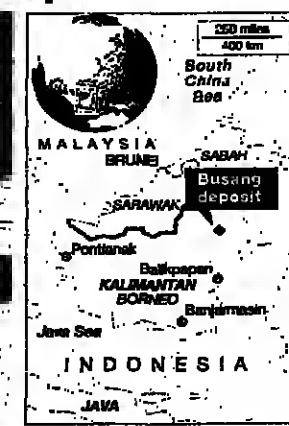 250 miles
400 km
South
China
Sea
MALAYSIA
BRUNEI
SABAH
Busang
deposit
SARAWAK
Pontianak
Balikpapan
KALIMANTAN
BORNEO
Banjarmasin
Java Sea
INDONESIA
JAVA